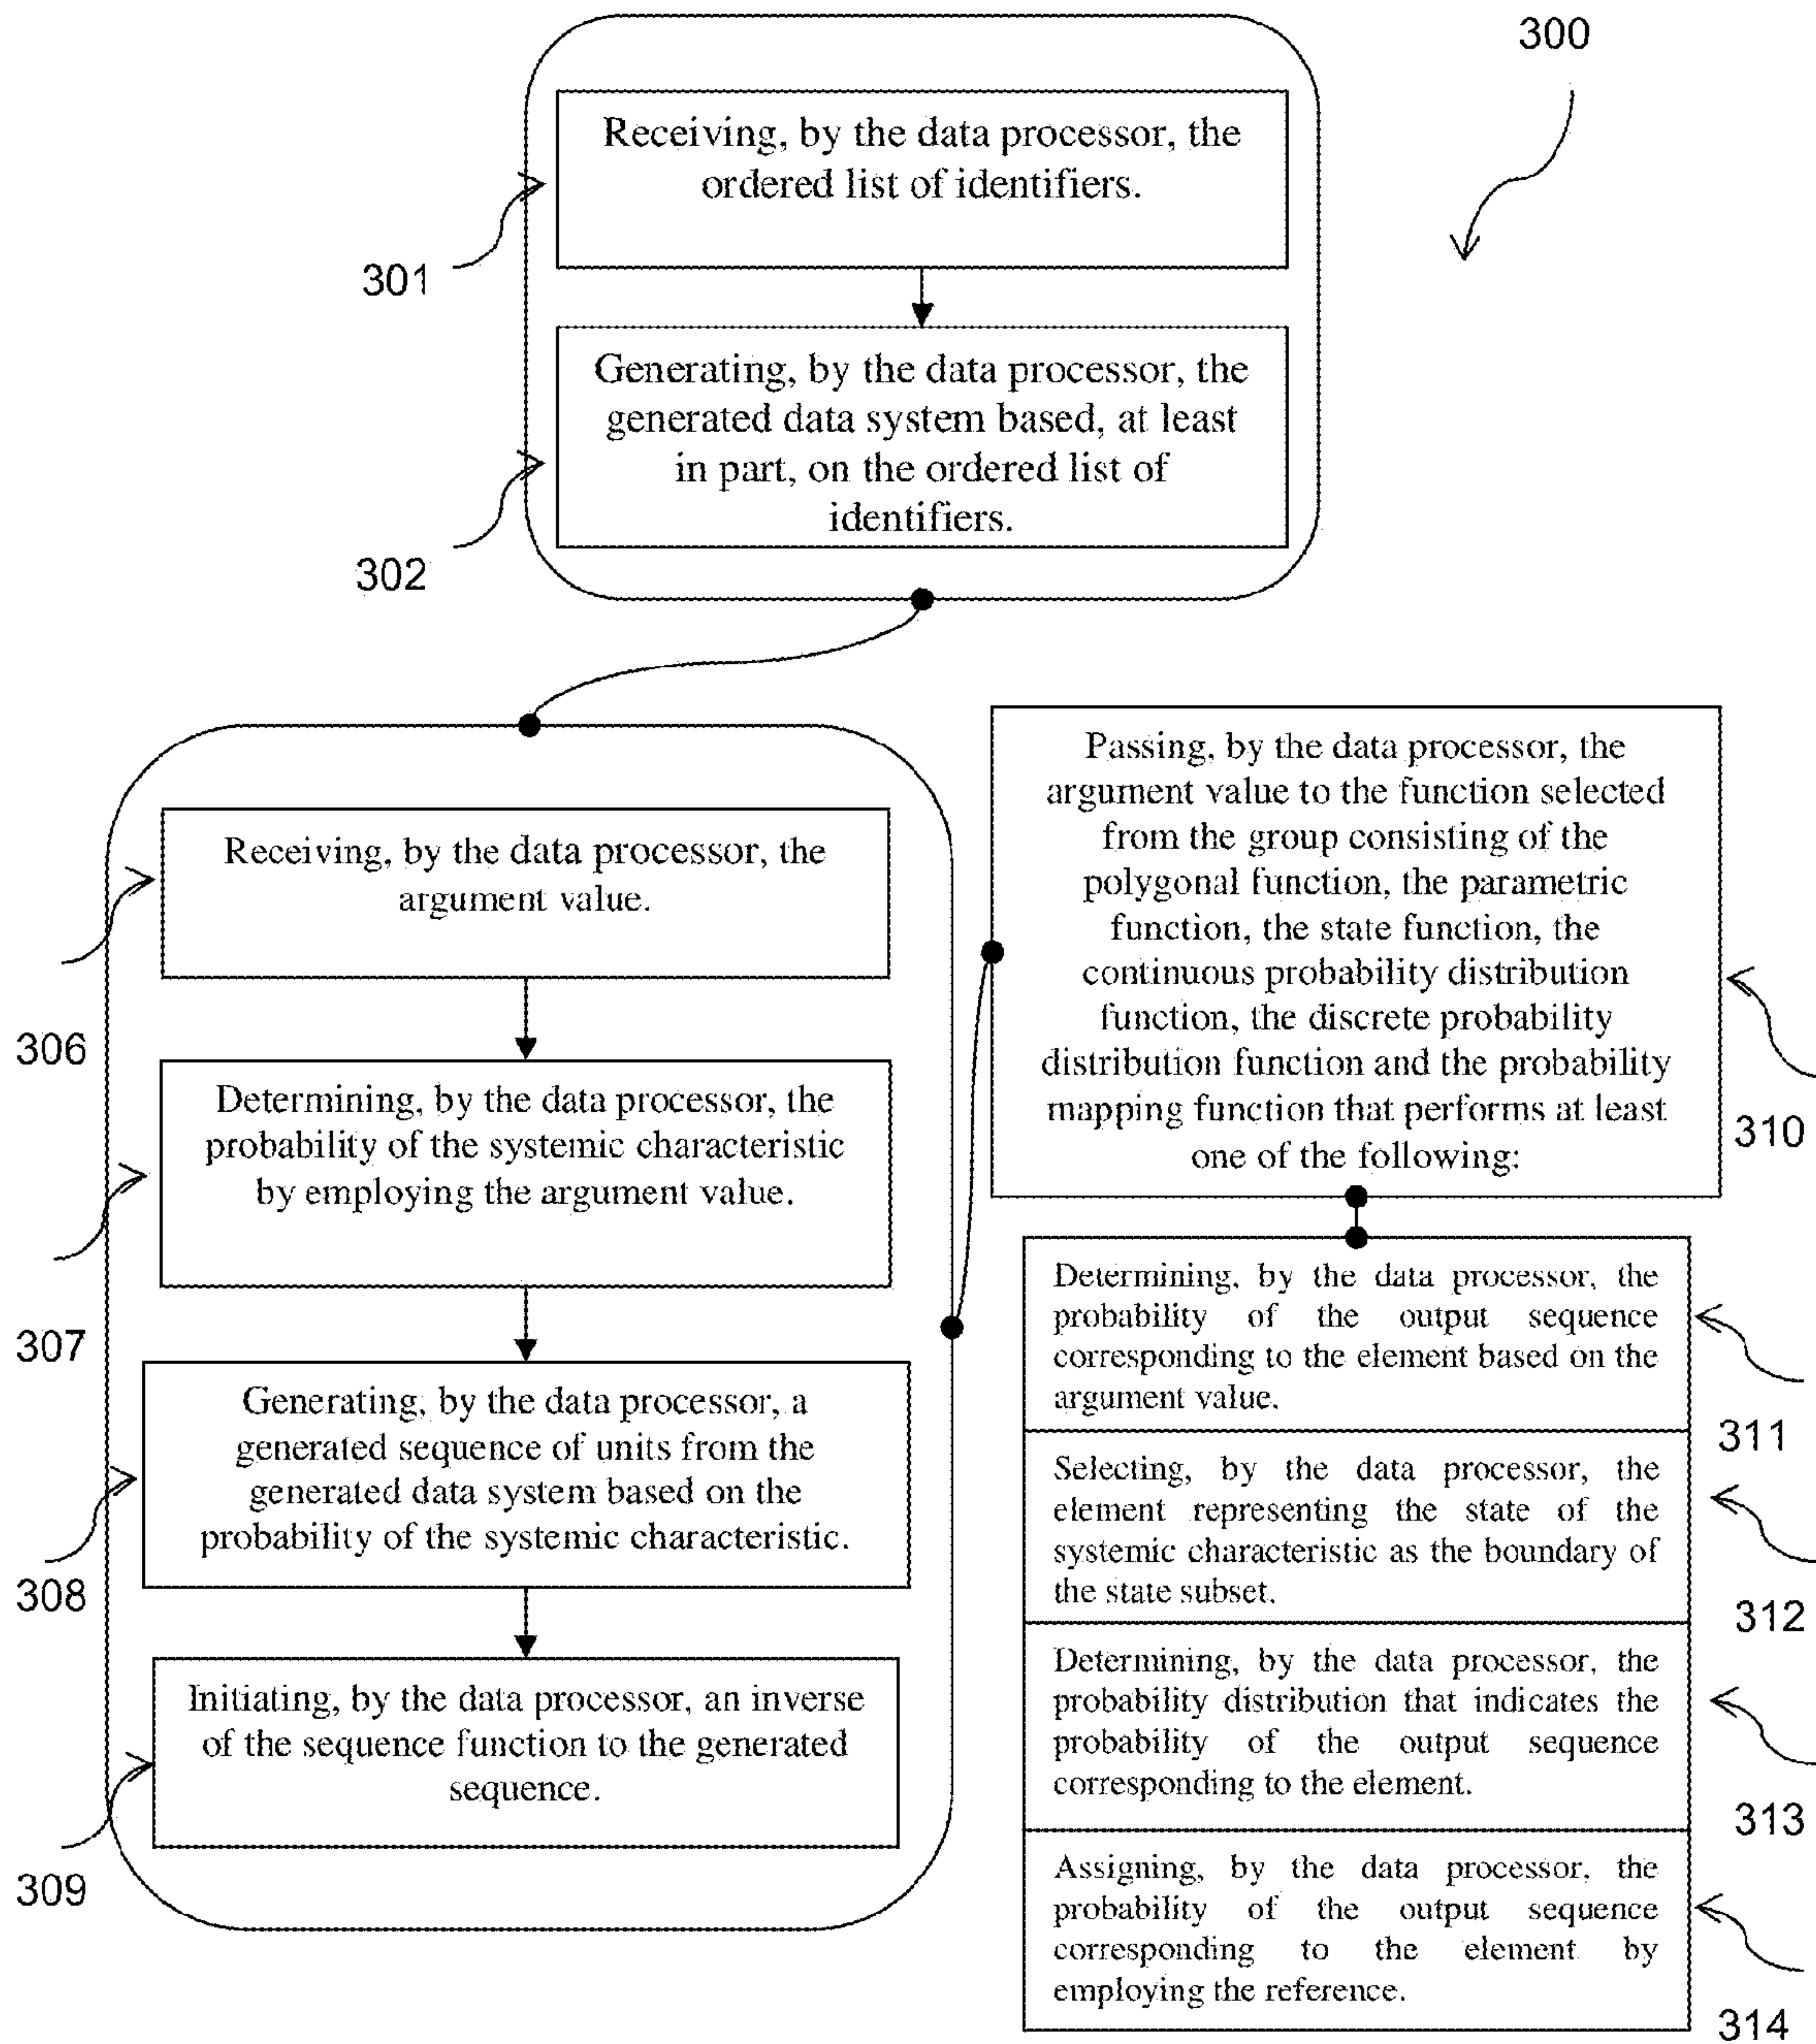 300
Receiving, by the data processor, the
ordered list of identifiers.
301
Generating, by the data processor, the
generated data system based, at least
in part, on the ordered list of
identifiers.
302
Receiving, by the data processor, the
argument value.
306
Determining, by the data processor, the
probability of the systemic characteristic
by employing the argument value.
307
Generating, by the data processor, a
generated sequence of units from the
generated data system based on the
probability of the systemic characteristic.
308
Initiating, by the data processor, an inverse
of the sequence function to the generated
sequence.
309
Passing, by the data processor, the
argument value to the function selected
from the group consisting of the
polygonal function, the parametric
function, the state function, the
continuous probability distribution
function, the discrete probability
distribution function and the probability
mapping function that performs at least
one of the following:
310
Determining, by the data processor, the
probability of the output sequence
corresponding to the element based on the
argument value.
311
Selecting, by the data processor, the
element representing the state of the
systemic characteristic as the boundary of
the state subset.
312
Determining, by the data processor, the
probability distribution that indicates the
probability of the output sequence
corresponding to the element.
313
Assigning, by the data processor, the
probability of the output sequence
corresponding to the element by
employing the reference.
314